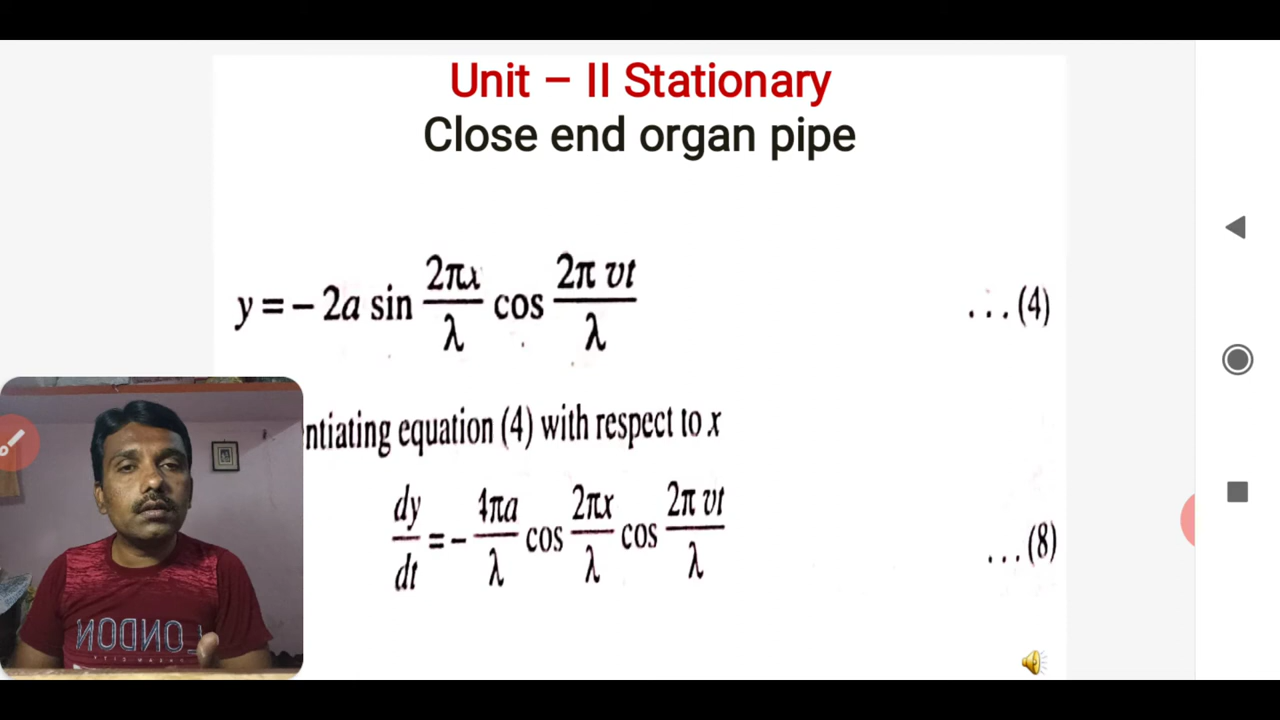 Unit – II Stationary
Close end organ pipe
y = – 2a sin 2πx/λ cos 2π vt/λ ...(4)
ntiating equation (4) with respect to x
dy/dt = – 4πa/λ cos 2πx/λ cos 2π vt/λ ...(8)
LONDON